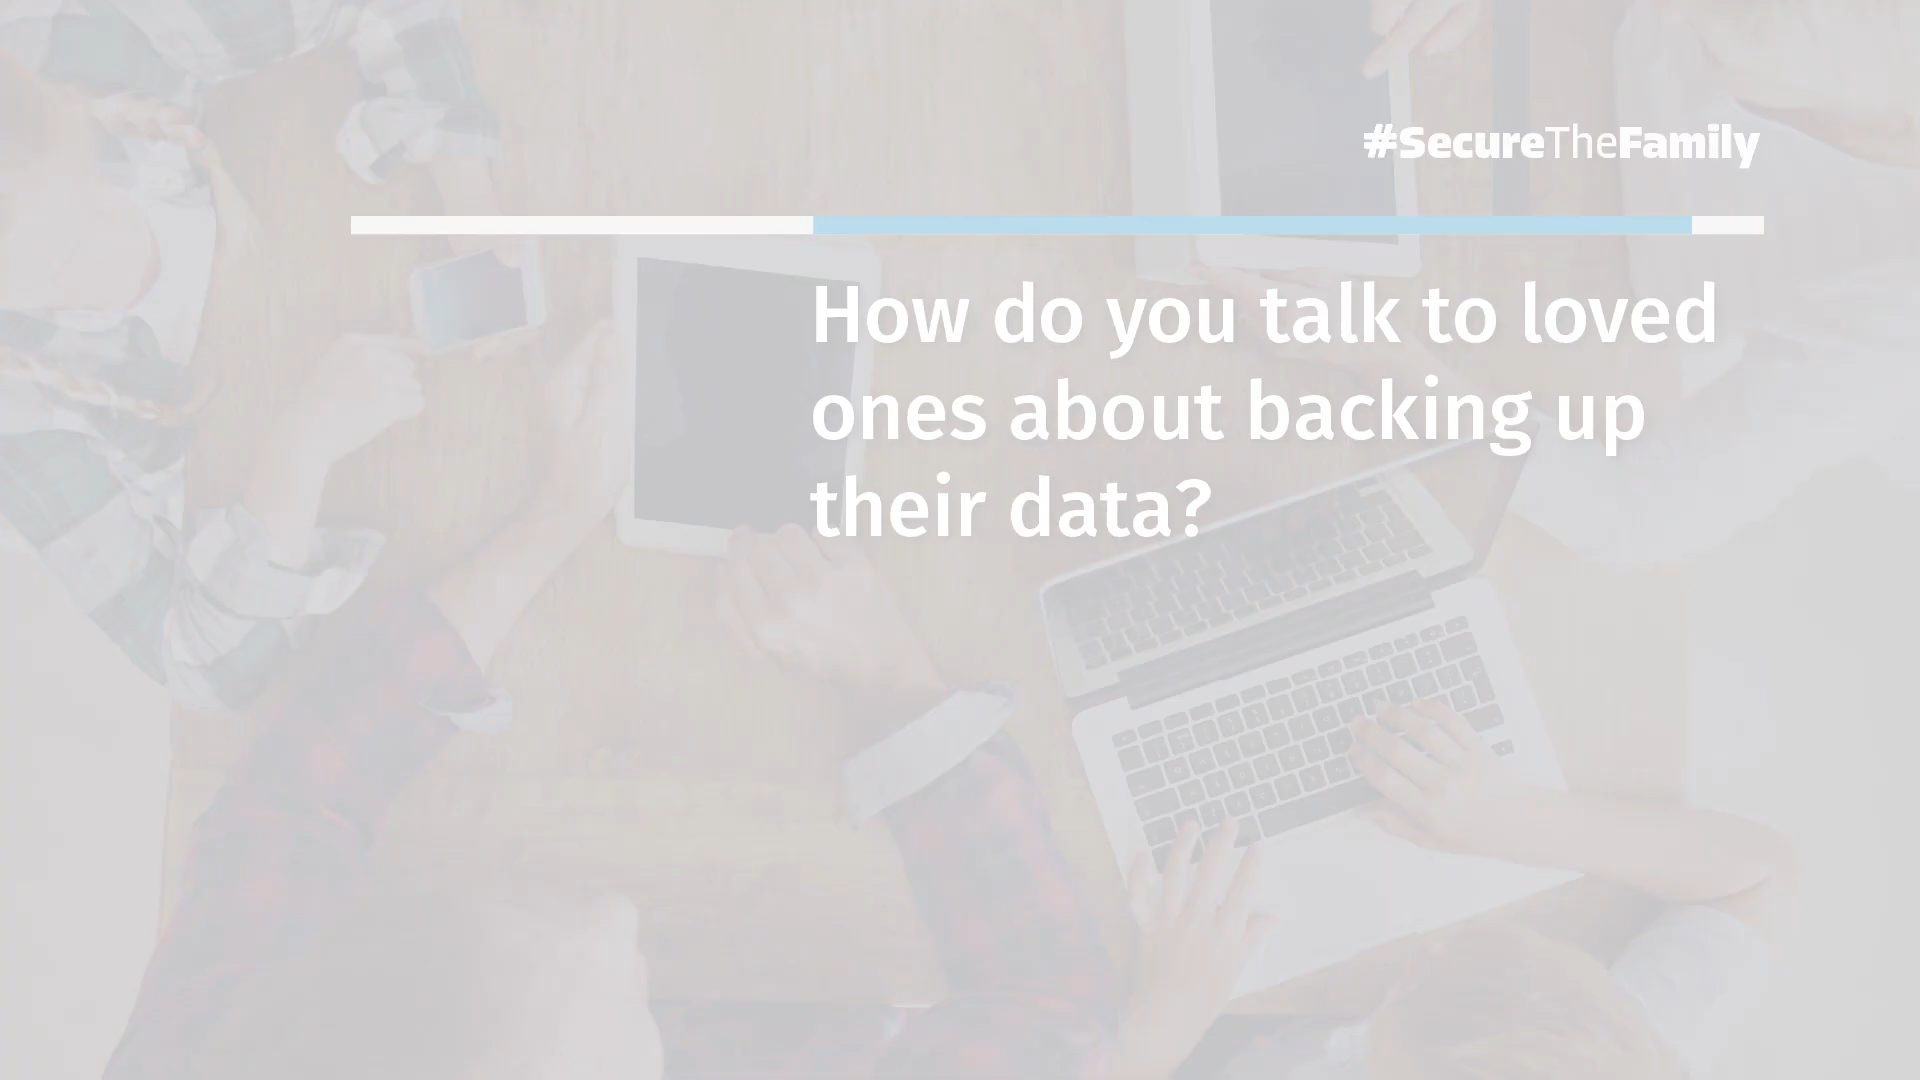 #SecureTheFamily
How do you talk to loved
ones about backing up
their data?